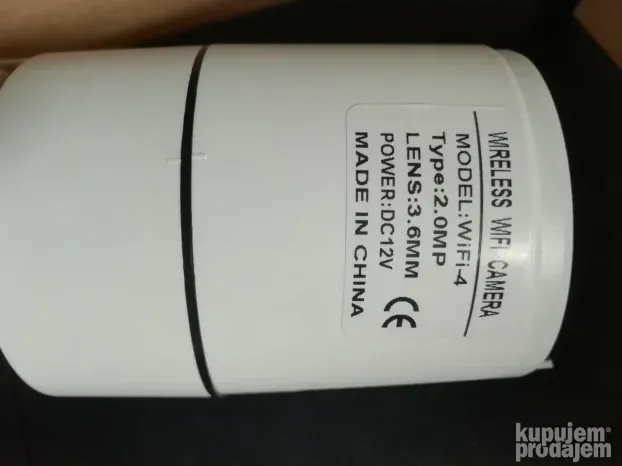 WIRELESS WIFI CAMERA
MODEL:WiFi-4
Type:2.0MP
LENS:3.6MM
POWER:DC12V CE
MADE IN CHINA
kupujem
prodajem